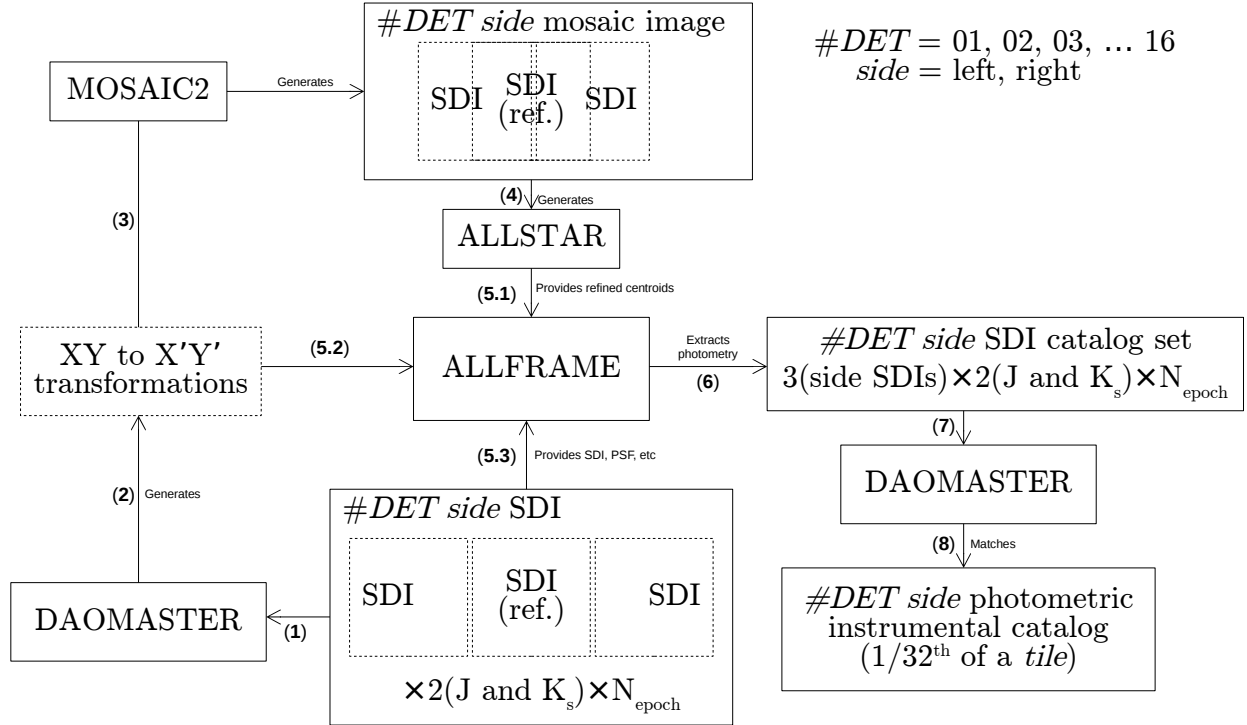 #DET side mosaic image
#DET = 01, 02, 03, ... 16
side = left, right
MOSAIC2
Generates
SDI
SDI
(ref.)
SDI
(3)
(4)
Generates
ALLSTAR
(5.1)
Provides refined centroids
XY to X′Y′
transformations
(5.2)
ALLFRAME
Extracts
photometry
(6)
#DET side SDI catalog set
3(side SDIs)×2(J and Ks)×Nepoch
(7)
(5.3)
Provides SDI, PSF, etc
DAOMASTER
(2)
Generates
#DET side SDI
SDI
SDI
(ref.)
SDI
×2(J and Ks)×Nepoch
(8)
Matches
DAOMASTER
(1)
#DET side photometric
instrumental catalog
(1/32th of a tile)